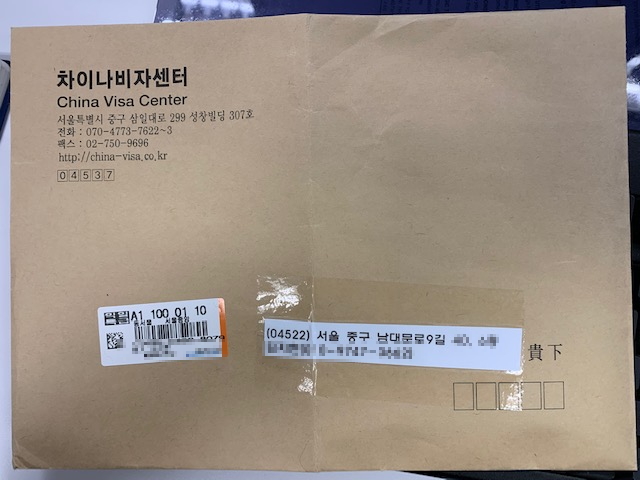 차이나비자센터
China Visa Center
서울특별시 중구 삼일대로 299 성창빌딩 307호
전화 : 070-4773-7622~3
팩스 : 02-750-9696
http://china-visa.co.kr
04537
A1 100 01 10
(04522) 서울 중구 남대문로9길
貴下